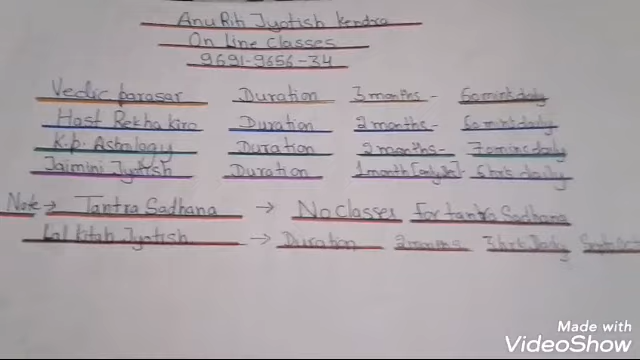 Anu Riti Jyotish Kendra
On Line Classes
9691-9656-34
Vedic parasar Duration 3 months - 60 mints daily
Hast Rekha kiro Duration 2 months - 60 mints daily
K.p. Astrology Duration 2 months - 70 mints daily
Jaimini Jyotish Duration 1 month 5 hrs daily
Note → Tantra Sadhana → No Classes for tantra Sadhana
Lal Kitab Jyotish → Duration 2 months 3 hrs Daily
Made with
VideoShow